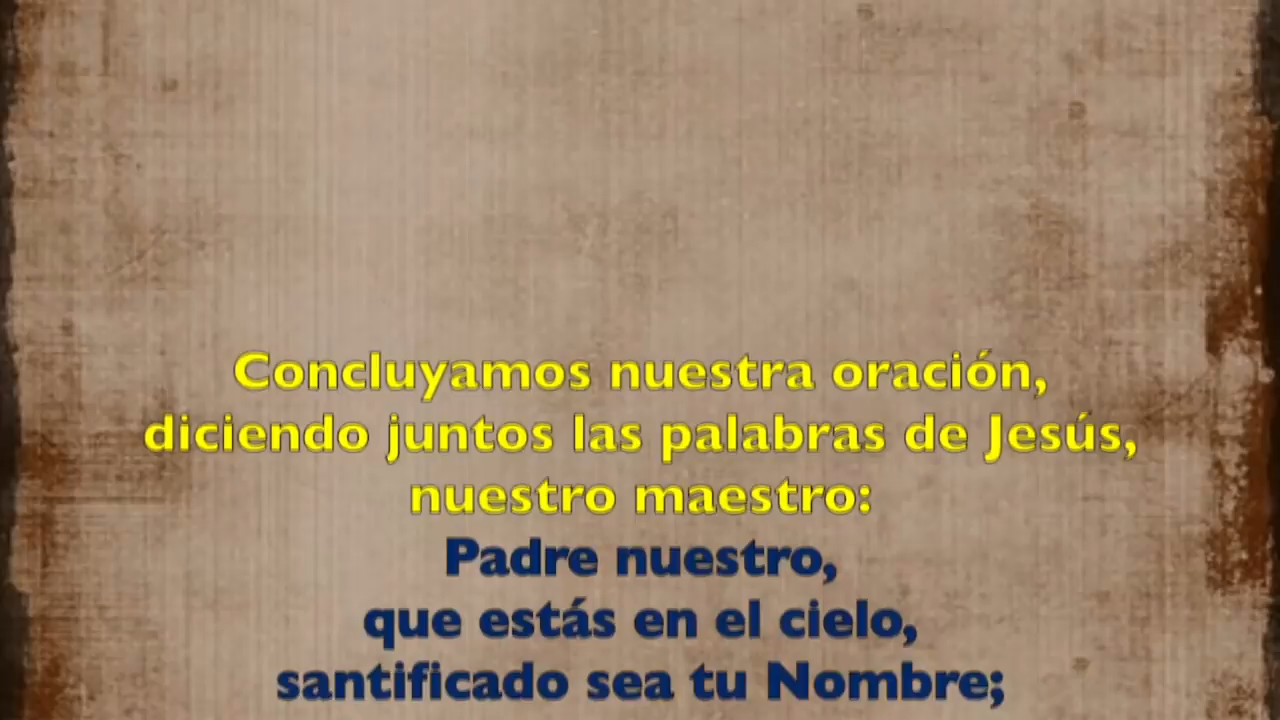 Concluyamos nuestra oración,
diciendo juntos las palabras de Jesús,
nuestro maestro:
Padre nuestro,
que estás en el cielo,
santificado sea tu Nombre;